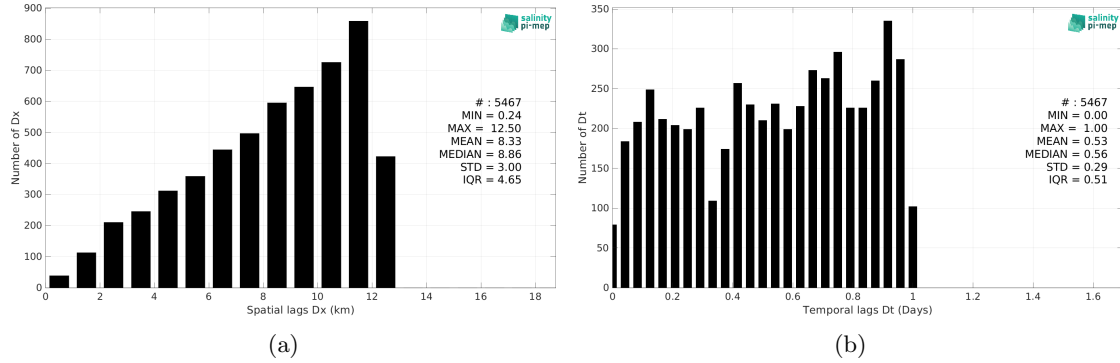 900
800
700
600
500
400
300
200
100
0
Number of Dx
0 2 4 6 8 10 12 14 16 18
Spatial lags Dx (km)
salinity
pi-mep
# : 5467
MIN = 0.24
MAX = 12.50
MEAN = 8.33
MEDIAN = 8.86
STD = 3.00
IQR = 4.65
(a)
350
300
250
200
150
100
50
0
Number of Dt
0 0.2 0.4 0.6 0.8 1 1.2 1.4 1.6
Temporal lags Dt (Days)
salinity
pi-mep
# : 5467
MIN = 0.00
MAX = 1.00
MEAN = 0.53
MEDIAN = 0.56
STD = 0.29
IQR = 0.51
(b)